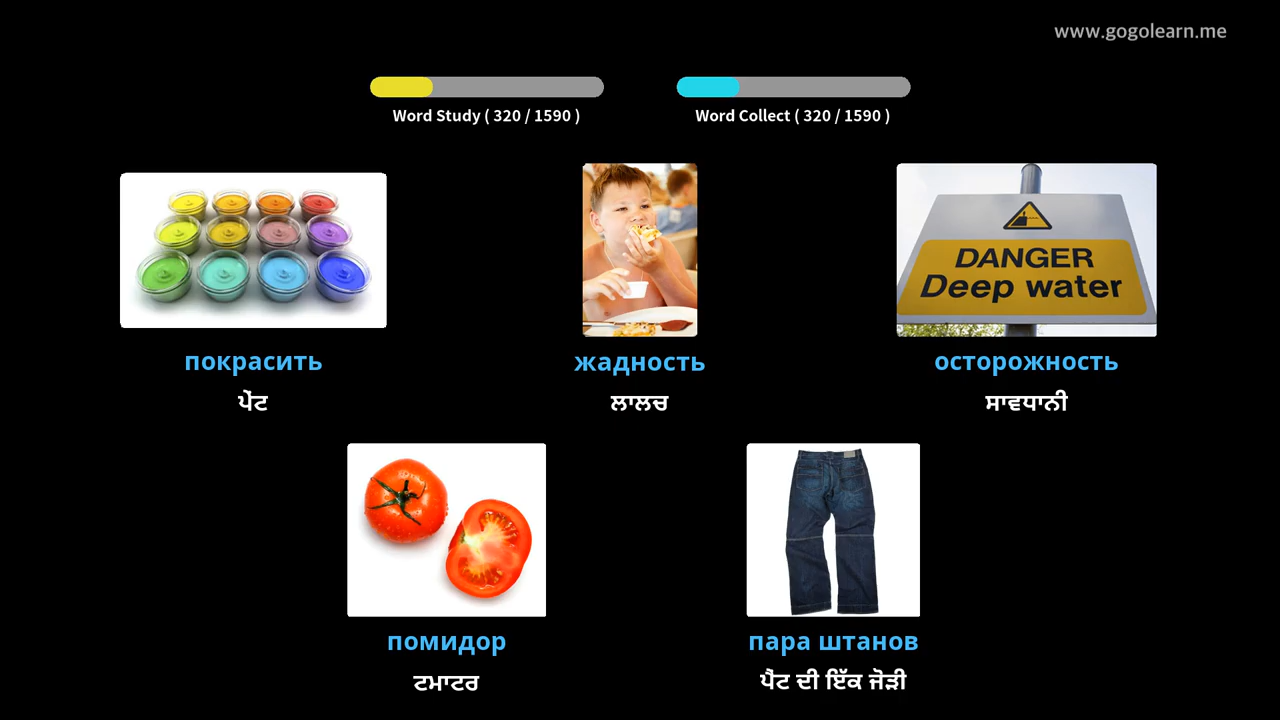 www.gogolearn.me
Word Study ( 320 / 1590 )
Word Collect ( 320 / 1590 )
DANGER
Deep water
покрасить
жадность
осторожность
ਪੇਂਟ
ਲਾਲਚ
ਸਾਵਧਾਨੀ
помидор
пара штанов
ਟਮਾਟਰ
ਪੈਂਟ ਦੀ ਇੱਕ ਜੋੜੀ